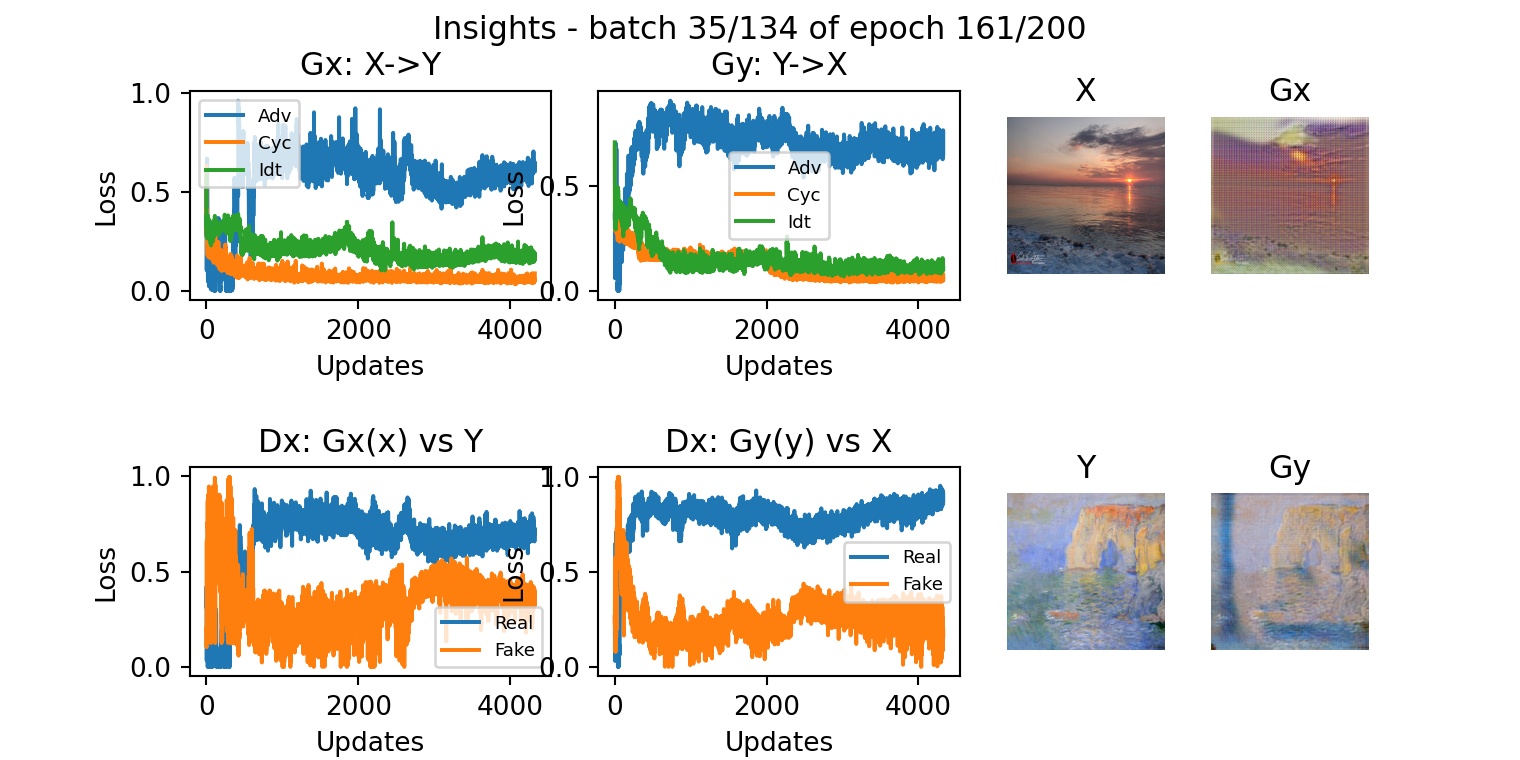 Insights - batch 35/134 of epoch 161/200
Gx: X->Y
Gy: Y->X
X
Gx
1.0
0.5
0.0
Loss
Adv
Cyc
Idt
0
2000
4000
Updates
0.5
0.0
Loss
Adv
Cyc
Idt
0
2000
4000
Updates
Dx: Gx(x) vs Y
Dx: Gy(y) vs X
Y
Gy
1.0
0.5
0.0
Loss
Real
Fake
0
2000
4000
Updates
1.0
0.5
0.0
Loss
Real
Fake
0
2000
4000
Updates